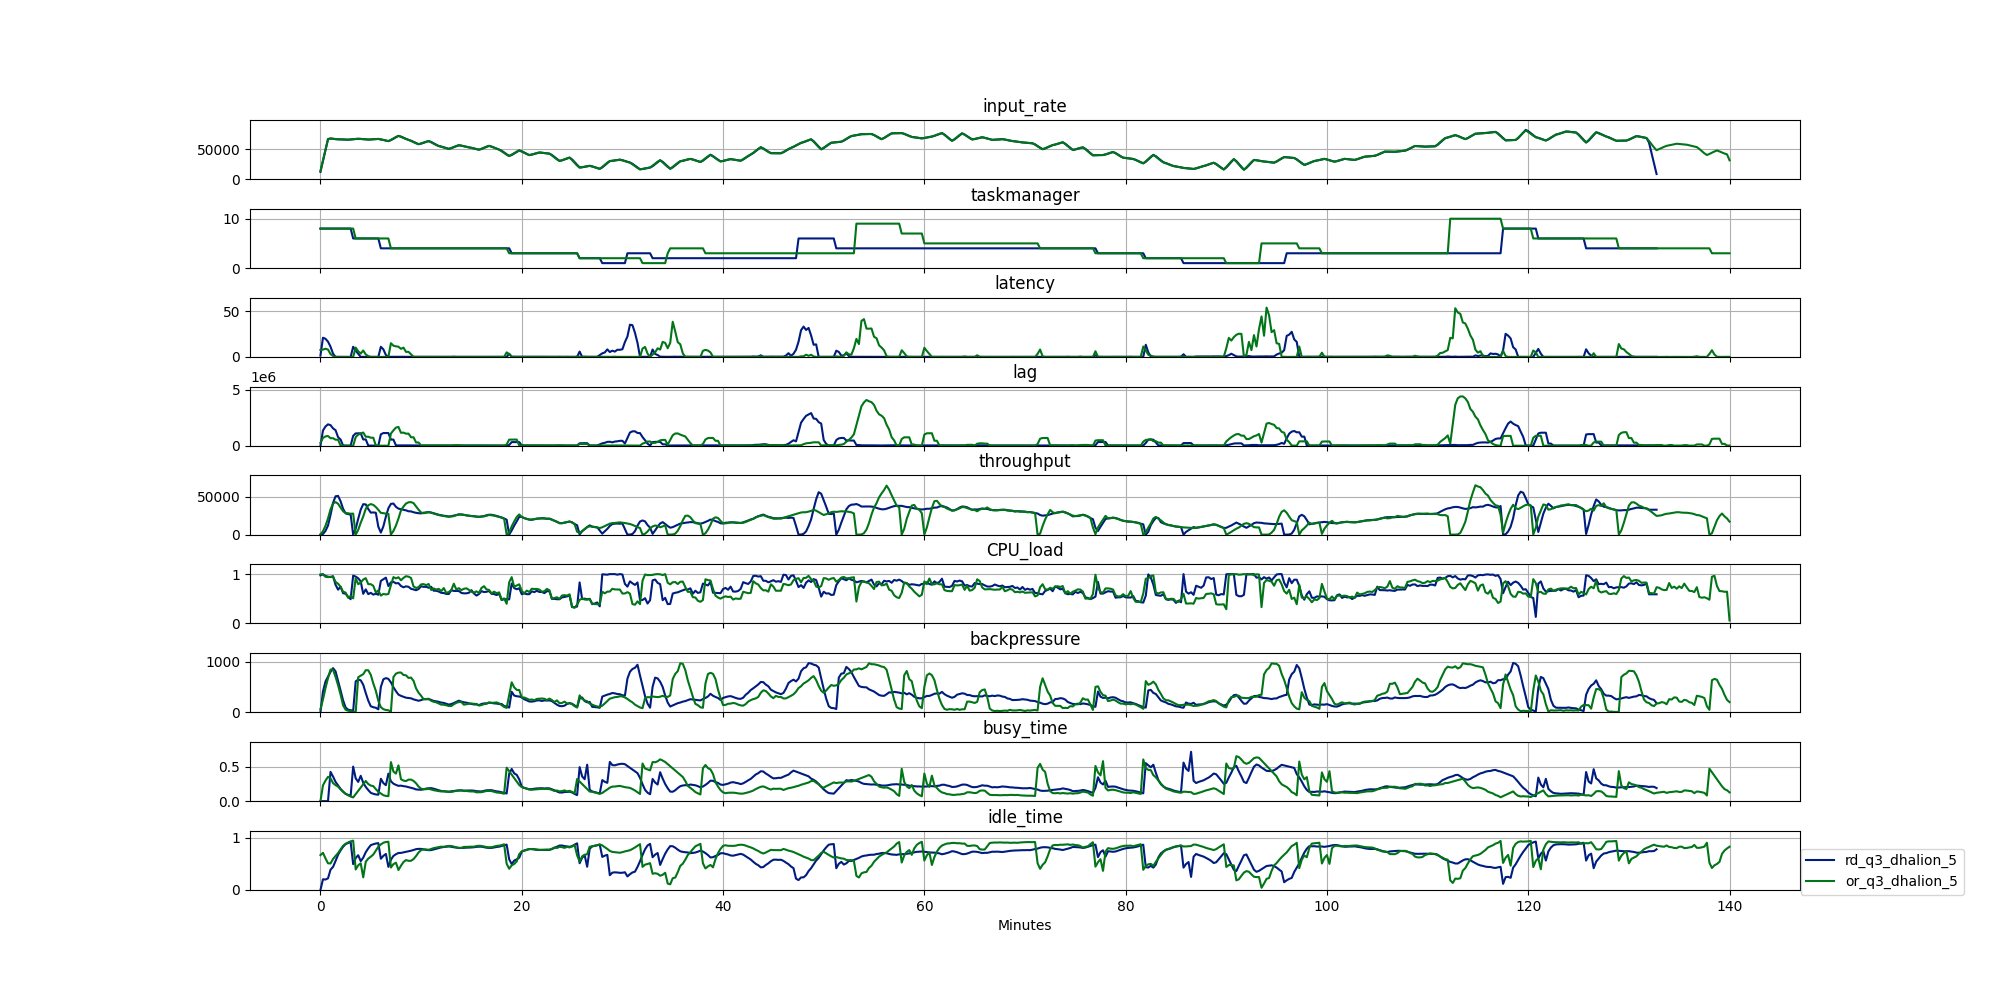 input_rate
50000
0
taskmanager
10
0
latency
50
0
1e6
lag
5
0
throughput
50000
0
CPU_load
1
0
backpressure
1000
0
busy_time
0.5
0.0
idle_time
1
0
0 20 40 60 80 100 120 140
Minutes
rd_q3_dhalion_5
or_q3_dhalion_5